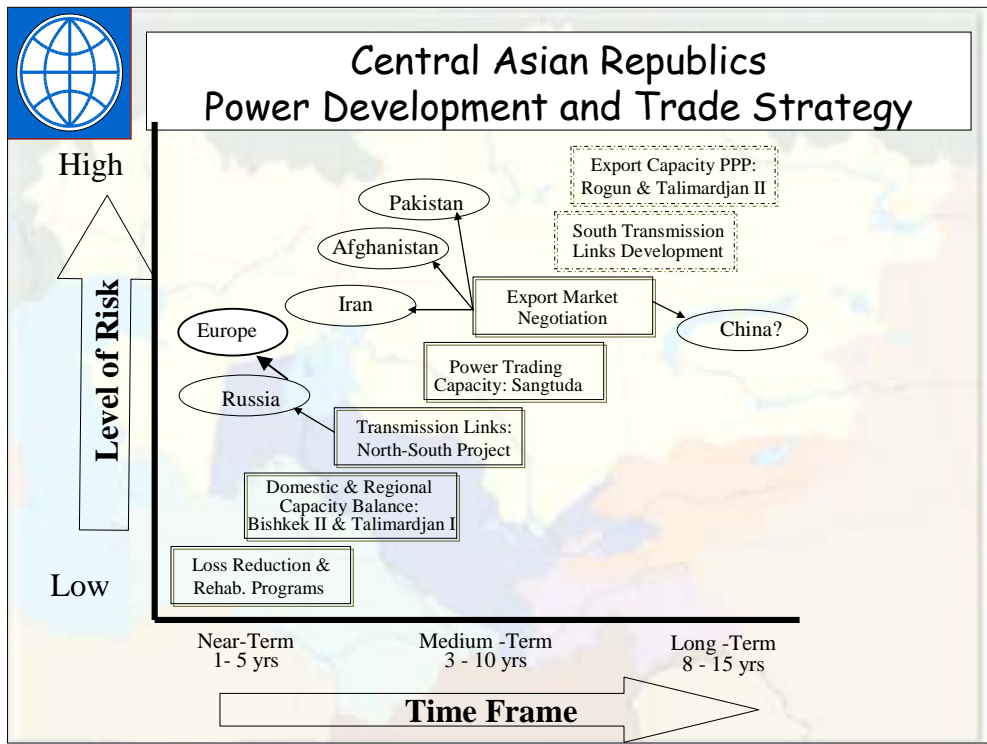 Central Asian Republics
Power Development and Trade Strategy
High
Level of Risk
Low
Export Capacity PPP:
Rogun & Talimardjan II
South Transmission
Links Development
Pakistan
Afghanistan
Iran
Export Market
Negotiation
China?
Europe
Russia
Power Trading
Capacity: Sangtuda
Transmission Links:
North-South Project
Domestic & Regional
Capacity Balance:
Bishkek II & Talimardjan I
Loss Reduction &
Rehab. Programs
Near-Term
1- 5 yrs
Medium -Term
3 - 10 yrs
Long -Term
8 - 15 yrs
Time Frame